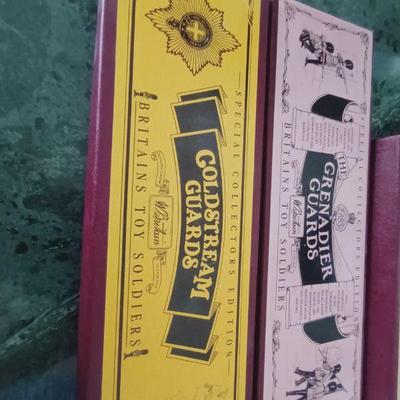 SPECIAL COLLECTORS EDITION
COLDSTREAM
GUARDS
W. Britain
BRITAINS TOY SOLDIERS
SPECIAL COLLECTORS EDITION
THE
GRENADIER
GUARDS
W. Britain
BRITAINS TOY SOLDIERS